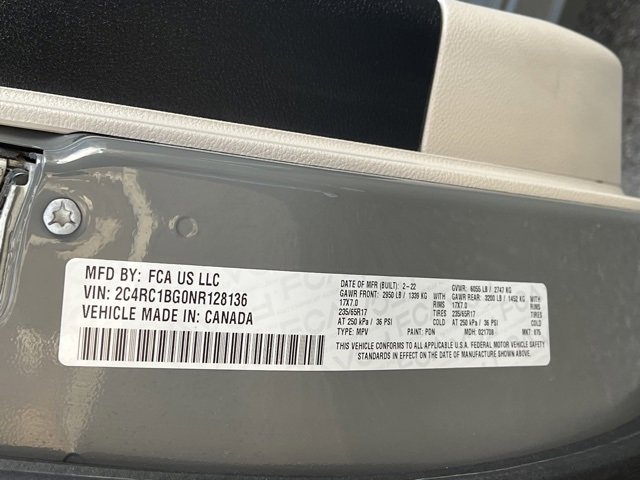 MFD BY: FCA US LLC
VIN: 2C4RC1BG0NR128136
VEHICLE MADE IN: CANADA
DATE OF MFR (BUILT): 2-22 GVWR: 6055 LB / 2747 KG
GAWR FRONT: 2950 LB / 1339 KG WITH GAWR REAR: 3200 LB / 1452 KG WITH
17X7.0 RIMS 17X7.0 RIMS
235/65R17 TIRES 235/65R17 TIRES
AT 250 kPa / 36 PSI AT 250 kPa / 36 PSI
TYPE: MPV PAINT: PDN MDH: 021708 MKT:
THIS VEHICLE CONFORMS TO ALL APPLICABLE U.S.A. FEDERAL MOTOR VEHICLE SAFETY
STANDARDS IN EFFECT ON THE DATE OF MANUFACTURE SHOWN ABOVE.